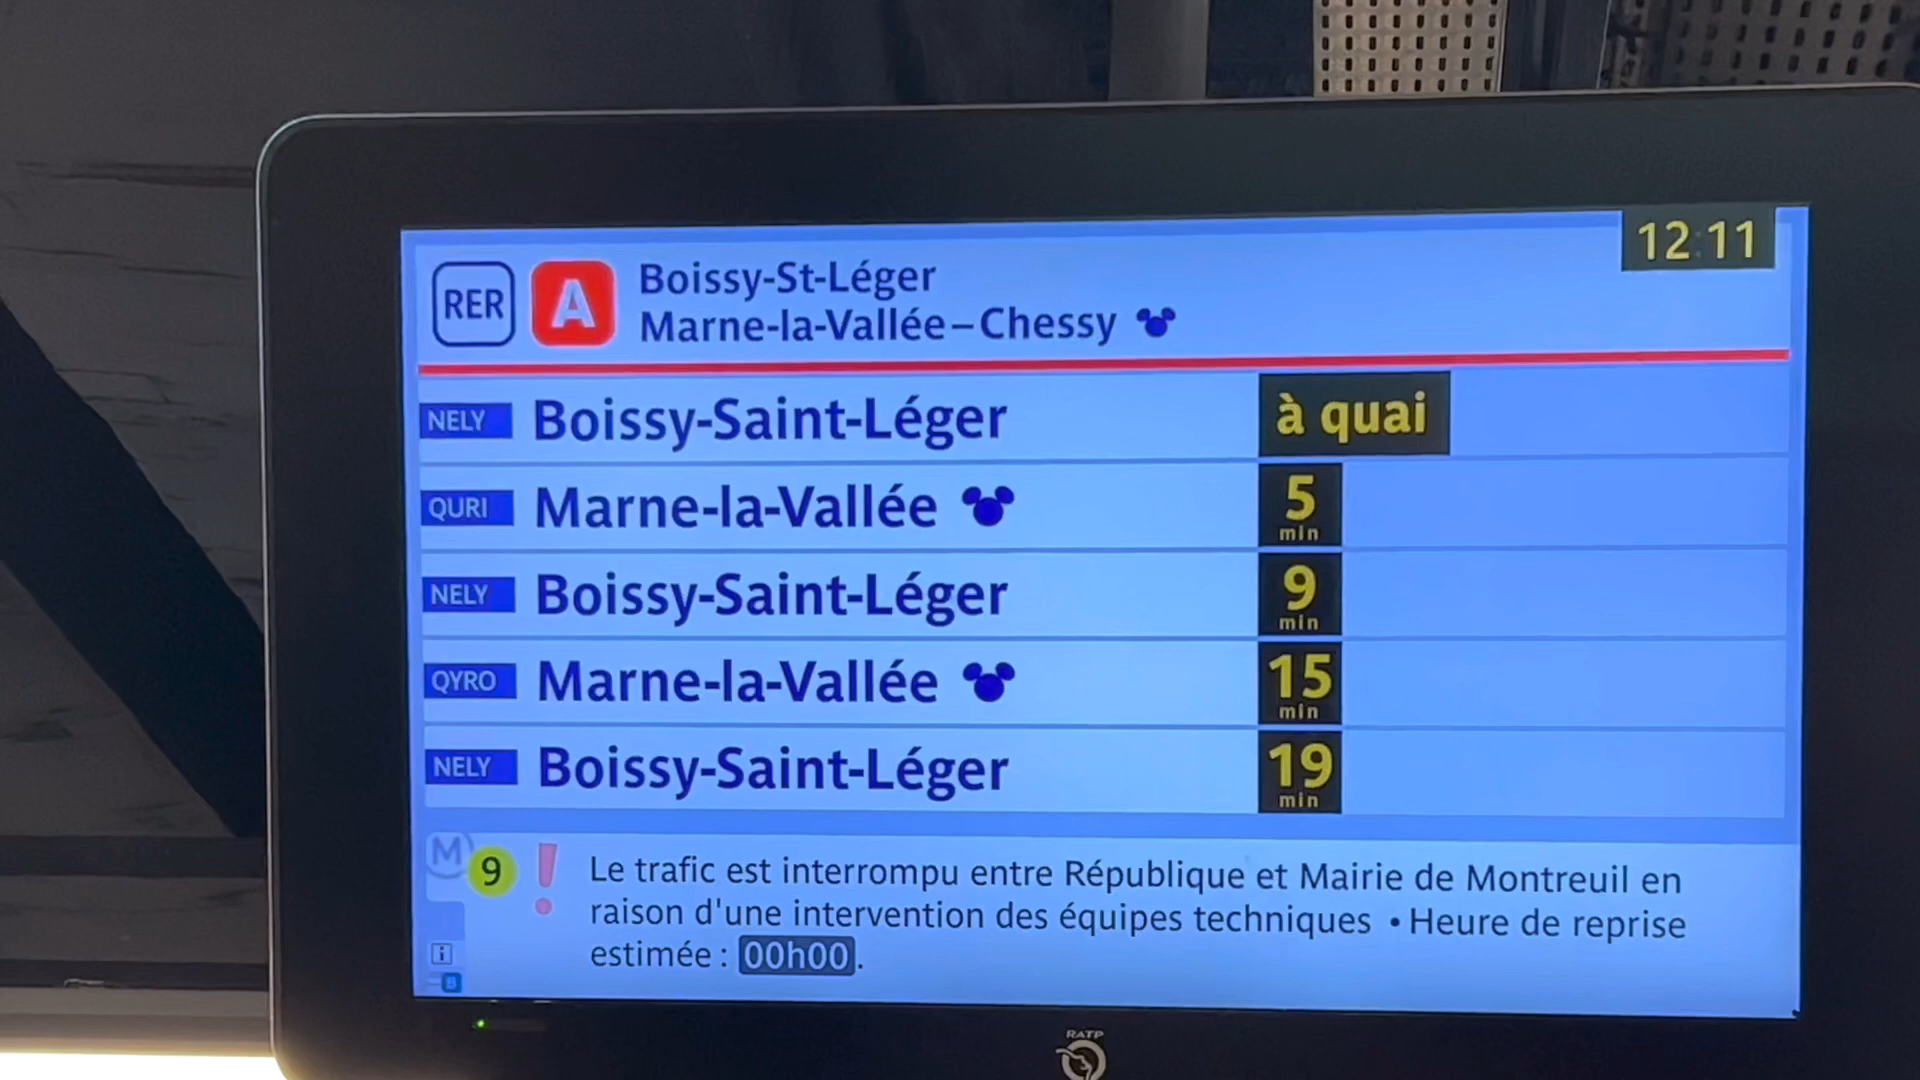 12:11
RER A Boissy-St-Léger
Marne-la-Vallée – Chessy
NELY Boissy-Saint-Léger à quai
QURI Marne-la-Vallée 5 min
NELY Boissy-Saint-Léger 9 min
QYRO Marne-la-Vallée 15 min
NELY Boissy-Saint-Léger 19 min
M 9 ! Le trafic est interrompu entre République et Mairie de Montreuil en
raison d'une intervention des équipes techniques • Heure de reprise
estimée : 00h00.
i
B
RATP